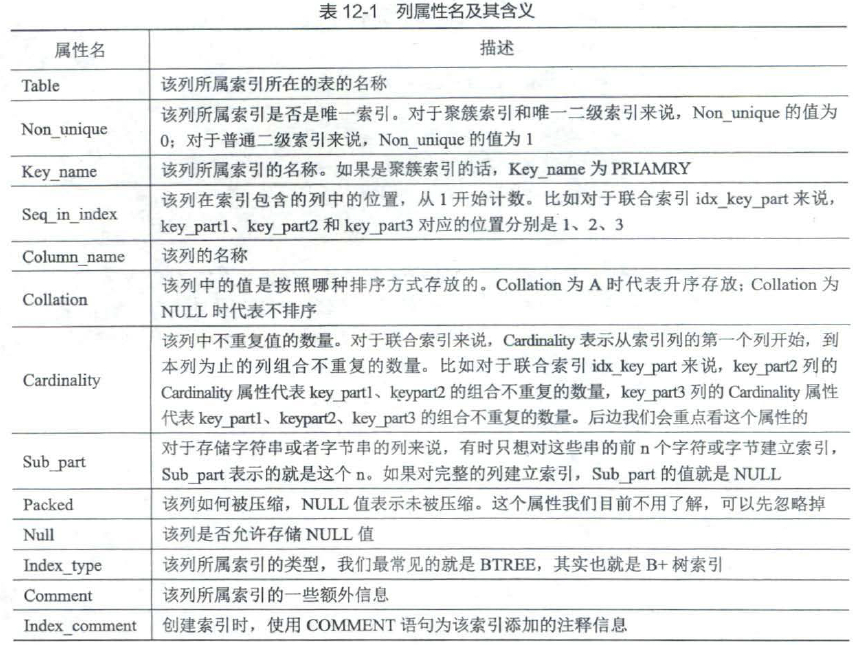 表 12-1 列属性名及其含义
属性名 描述
Table 该列所属索引所在的表的名称
Non_unique 该列所属索引是否是唯一索引。对于聚簇索引和唯一二级索引来说，Non_unique 的值为
0；对于普通二级索引来说，Non_unique 的值为 1
Key_name 该列所属索引的名称。如果是聚簇索引的话，Key_name 为 PRIAMRY
Seq_in_index 该列在索引包含的列中的位置，从 1 开始计数。比如对于联合索引 idx_key_part 来说，
key_part1、key_part2 和 key_part3 对应的位置分别是 1、2、3
Column_name 该列的名称
Collation 该列中的值是按照哪种排序方式存放的。Collation 为 A 时代表升序存放；Collation 为
NULL 时代表不排序
Cardinality 该列中不重复值的数量。对于联合索引来说，Cardinality 表示从索引列的第一个列开始，到
本列为止的列组合不重复的数量。比如对于联合索引 idx_key_part 来说，key_part2 列的
Cardinality 属性代表 key_part1、keypart2 的组合不重复的数量，key_part3 列的 Cardinality 属性
代表 key_part1、keypart2、key_part3 的组合不重复的数量。后边我们会重点看这个属性的
Sub_part 对于存储字符串或者字节串的列来说，有时只想对这些串的前 n 个字符或字节建立索引，
Sub_part 表示的就是这个 n。如果对完整的列建立索引，Sub_part 的值就是 NULL
Packed 该列如何被压缩，NULL 值表示未被压缩。这个属性我们目前不用了解，可以先忽略掉
Null 该列是否允许存储 NULL 值
Index_type 该列所属索引的类型，我们最常见的就是 BTREE，其实也就是 B+ 树索引
Comment 该列所属索引的一些额外信息
Index_comment 创建索引时，使用 COMMENT 语句为该索引添加的注释信息